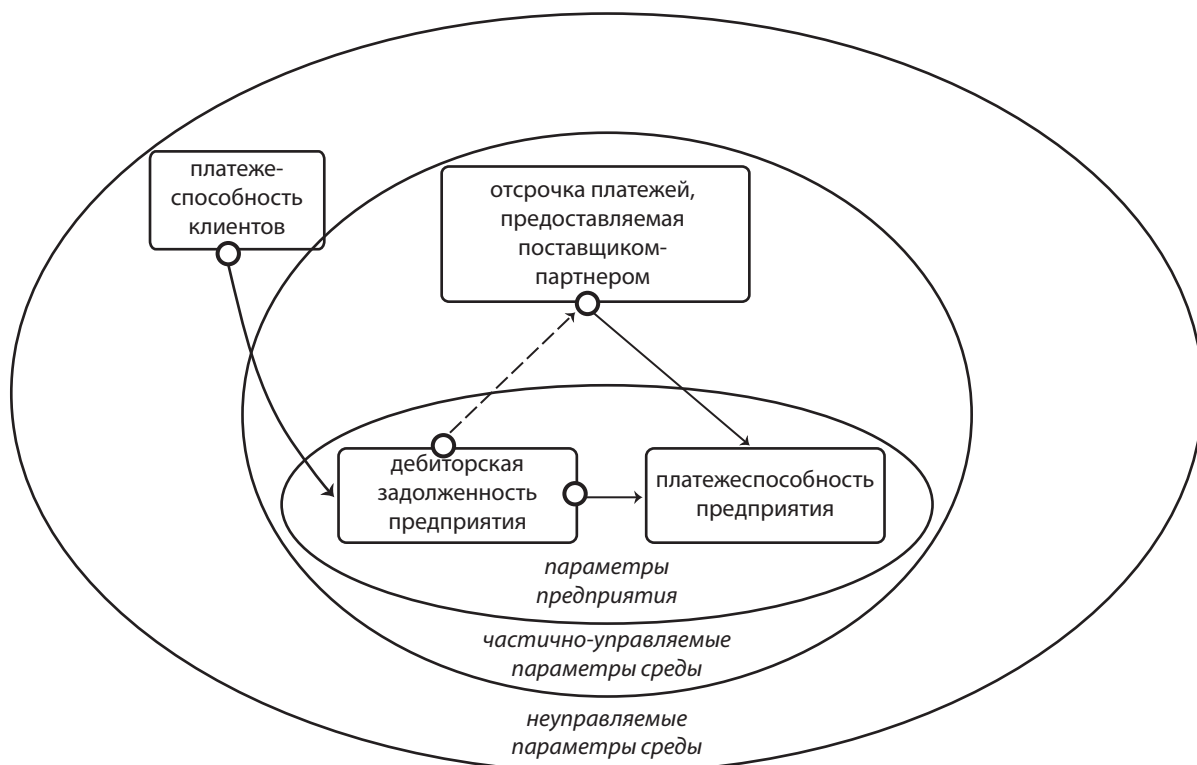 платеже-
способность
клиентов
отсрочка платежей,
предоставляемая
поставщиком-
партнером
дебиторская
задолженность
предприятия
платежеспособность
предприятия
параметры
предприятия
частично-управляемые
параметры среды
неуправляемые
параметры среды